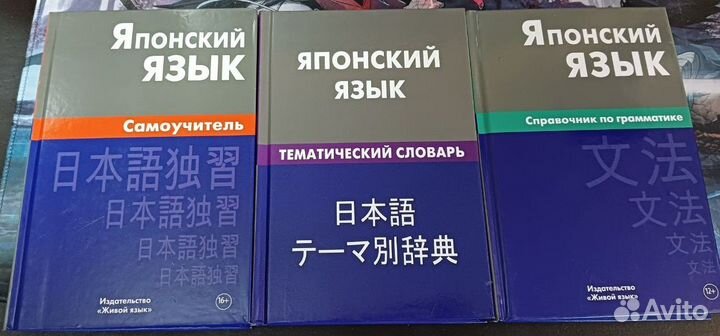 Японский
язык
Самоучитель
日本語独習
日本語独習
日本語独習
日本語独習
Издательство
«Живой язык»
16+
японский
язык
тематический словарь
日本語
テーマ別辞典
Японский
язык
Справочник по грамматике
文法
文法
文法
文法
Издательство
«Живой язык»
12+
Avito